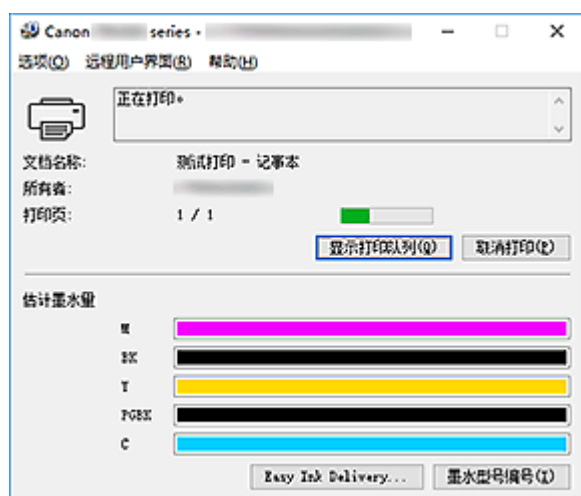 Canon series
选项(O) 远程用户界面(R) 帮助(H)
正在打印。
文档名称: 测试打印 - 记事本
所有者:
打印页: 1 / 1
显示打印队列(Q) 取消打印(P)
估计墨水量
M
BK
Y
PGBK
C
Easy Ink Delivery... 墨水型号编号(I)